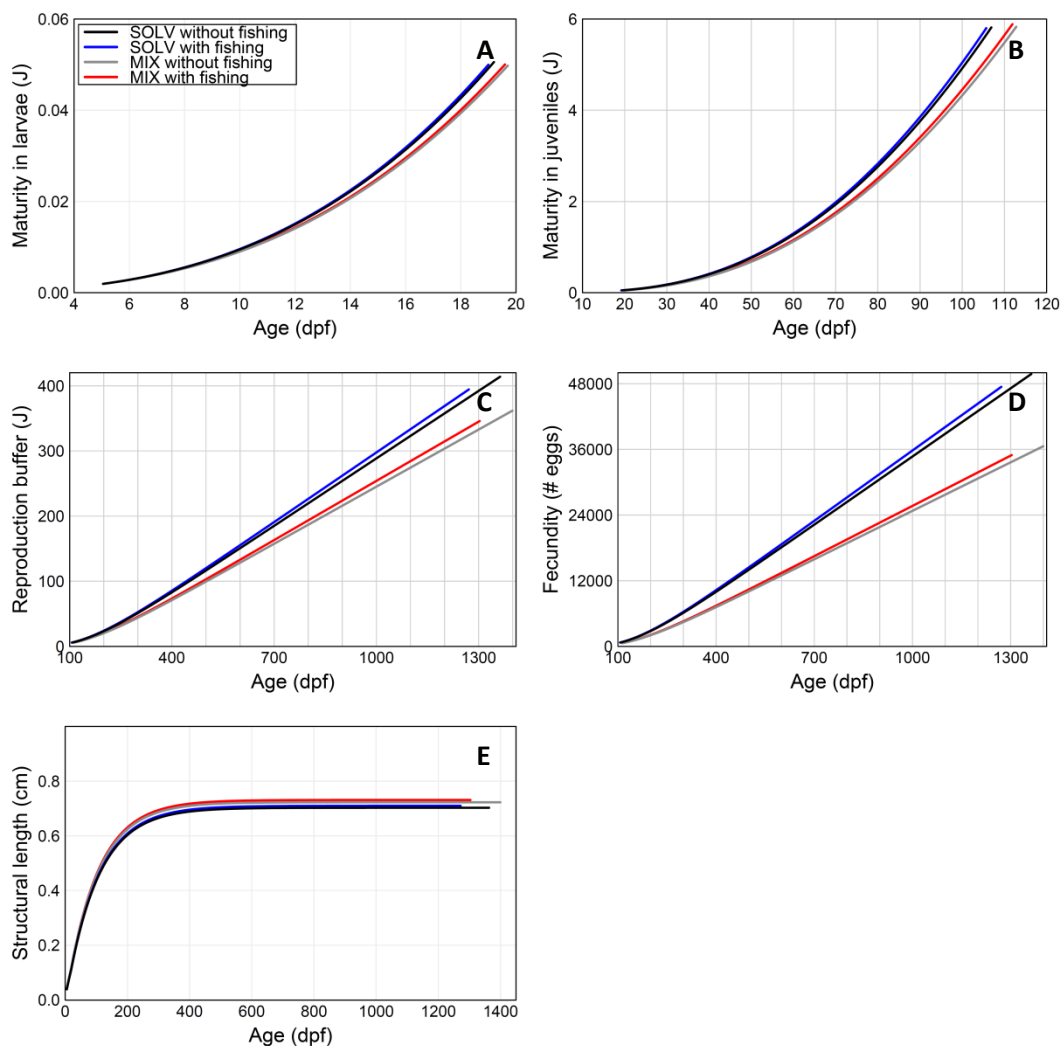 SOLV without fishing
SOLV with fishing
MIX without fishing
MIX with fishing
A
Maturity in larvae (J)
0.06
0.04
0.02
0.00
4 6 8 10 12 14 16 18 20
Age (dpf)
B
Maturity in juveniles (J)
6
4
2
0
10 20 30 40 50 60 70 80 90 100 110 120
Age (dpf)
C
Reproduction buffer (J)
400
300
200
100
0
100 400 700 1000 1300
Age (dpf)
D
Fecundity (# eggs)
48000
36000
24000
12000
0
100 400 700 1000 1300
Age (dpf)
E
Structural length (cm)
0.8
0.6
0.4
0.2
0.0
0 200 400 600 800 1000 1200 1400
Age (dpf)